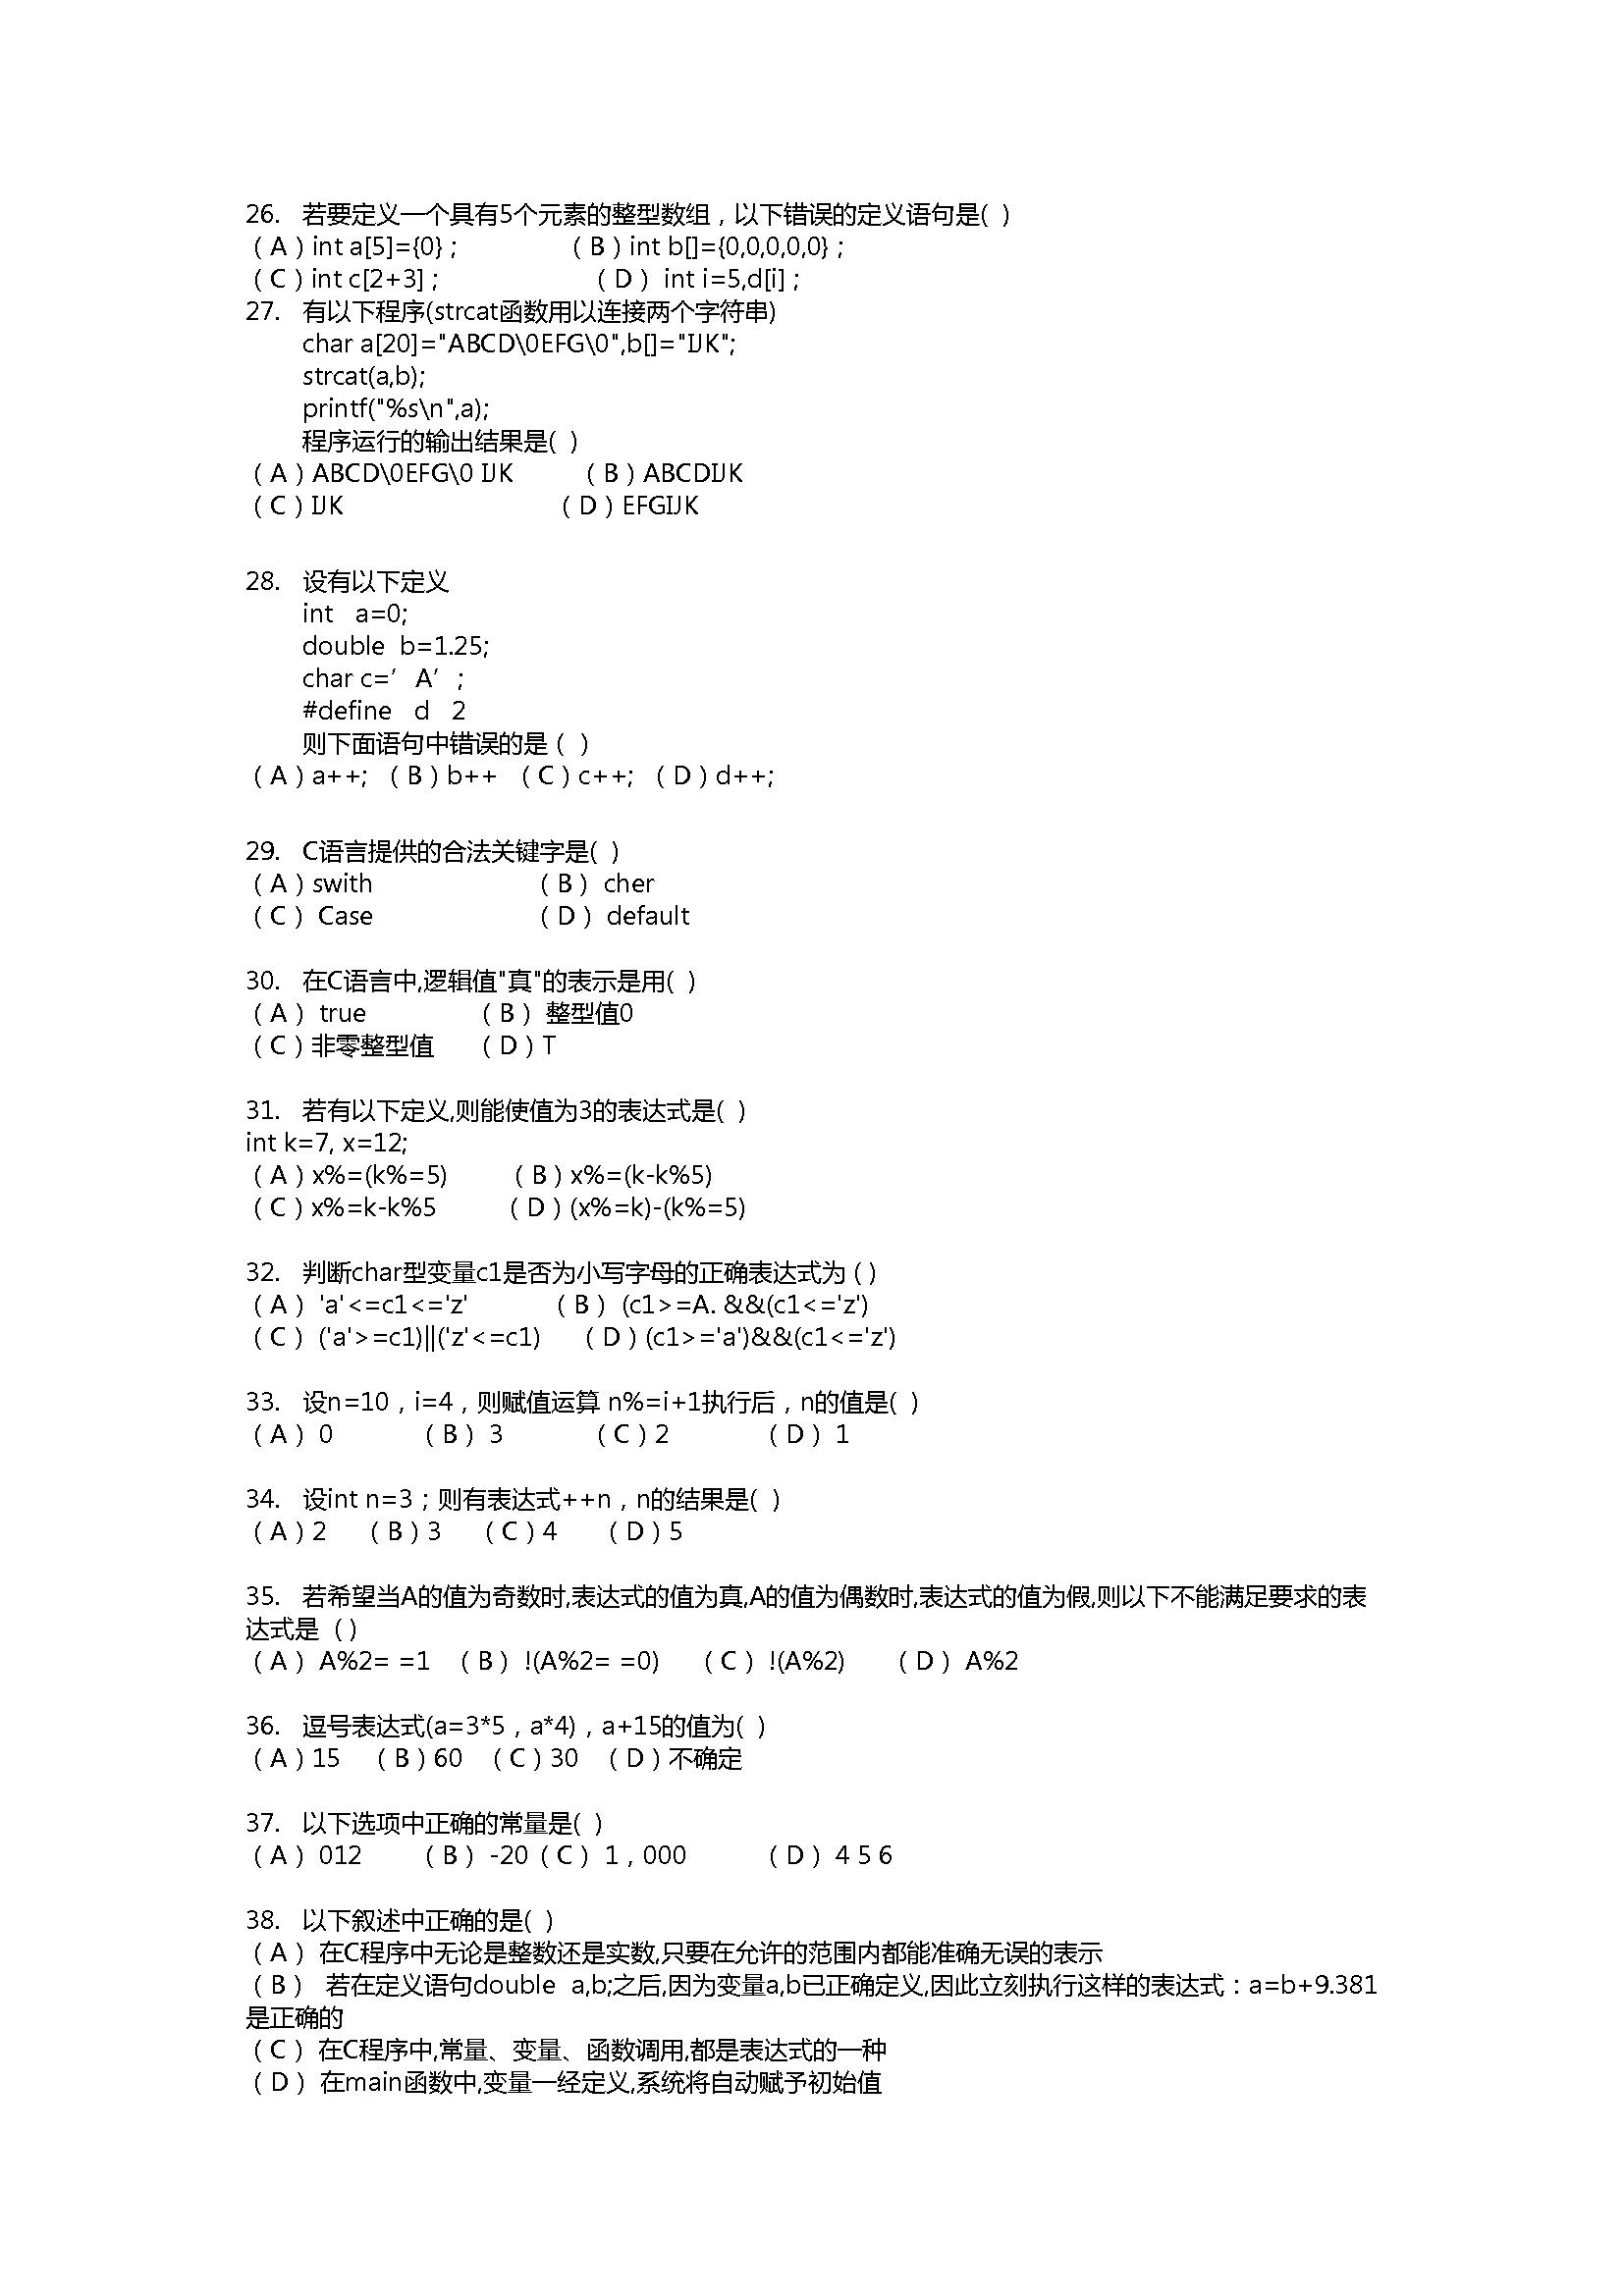 26. 若要定义一个具有5个元素的整型数组，以下错误的定义语句是( )
（A）int a[5]={0}； （B）int b[]={0,0,0,0,0}；
（C）int c[2+3]； （D） int i=5,d[i]；
27. 有以下程序(strcat函数用以连接两个字符串)
char a[20]="ABCD\0EFG\0",b[]="IJK";
strcat(a,b);
printf("%s\n",a);
程序运行的输出结果是( )
（A）ABCD\0EFG\0 IJK （B）ABCDIJK
（C）IJK （D）EFGIJK
28. 设有以下定义
int a=0;
double b=1.25;
char c=’A’;
#define d 2
则下面语句中错误的是 ( )
（A）a++; （B）b++ （C）c++; （D）d++;
29. C语言提供的合法关键字是( )
（A）swith （B） cher
（C） Case （D） default
30. 在C语言中,逻辑值"真"的表示是用( )
（A） true （B） 整型值0
（C）非零整型值 （D）T
31. 若有以下定义,则能使值为3的表达式是( )
int k=7, x=12;
（A）x%=(k%=5) （B）x%=(k-k%5)
（C）x%=k-k%5 （D）(x%=k)-(k%=5)
32. 判断char型变量c1是否为小写字母的正确表达式为 ( )
（A） 'a'<=c1<='z' （B） (c1>=A. &&(c1<='z')
（C） ('a'>=c1)||('z'<=c1) （D）(c1>='a')&&(c1<='z')
33. 设n=10，i=4，则赋值运算 n%=i+1执行后，n的值是( )
（A） 0 （B） 3 （C）2 （D） 1
34. 设int n=3；则有表达式++n，n的结果是( )
（A）2 （B）3 （C）4 （D）5
35. 若希望当A的值为奇数时,表达式的值为真,A的值为偶数时,表达式的值为假,则以下不能满足要求的表
达式是 ( )
（A） A%2= =1 （B） !(A%2= =0) （C） !(A%2) （D） A%2
36. 逗号表达式(a=3*5，a*4)，a+15的值为( )
（A）15 （B）60 （C）30 （D）不确定
37. 以下选项中正确的常量是( )
（A） 012 （B） -20（C） 1，000 （D） 4 5 6
38. 以下叙述中正确的是( )
（A） 在C程序中无论是整数还是实数,只要在允许的范围内都能准确无误的表示
（B） 若在定义语句double a,b;之后,因为变量a,b已正确定义,因此立刻执行这样的表达式：a=b+9.381
是正确的
（C） 在C程序中,常量、变量、函数调用,都是表达式的一种
（D） 在main函数中,变量一经定义,系统将自动赋予初始值